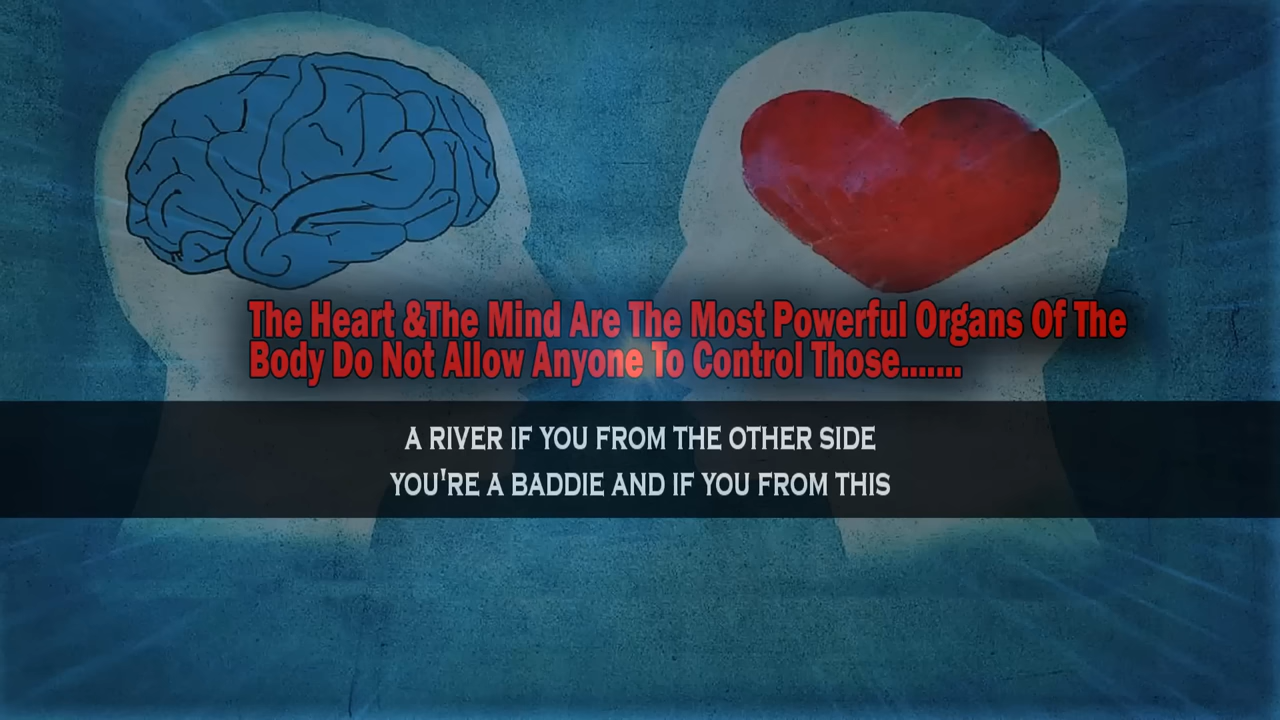 The Heart &The Mind Are The Most Powerful Organs Of The
Body Do Not Allow Anyone To Control Those.......
A RIVER IF YOU FROM THE OTHER SIDE
YOU'RE A BADDIE AND IF YOU FROM THIS